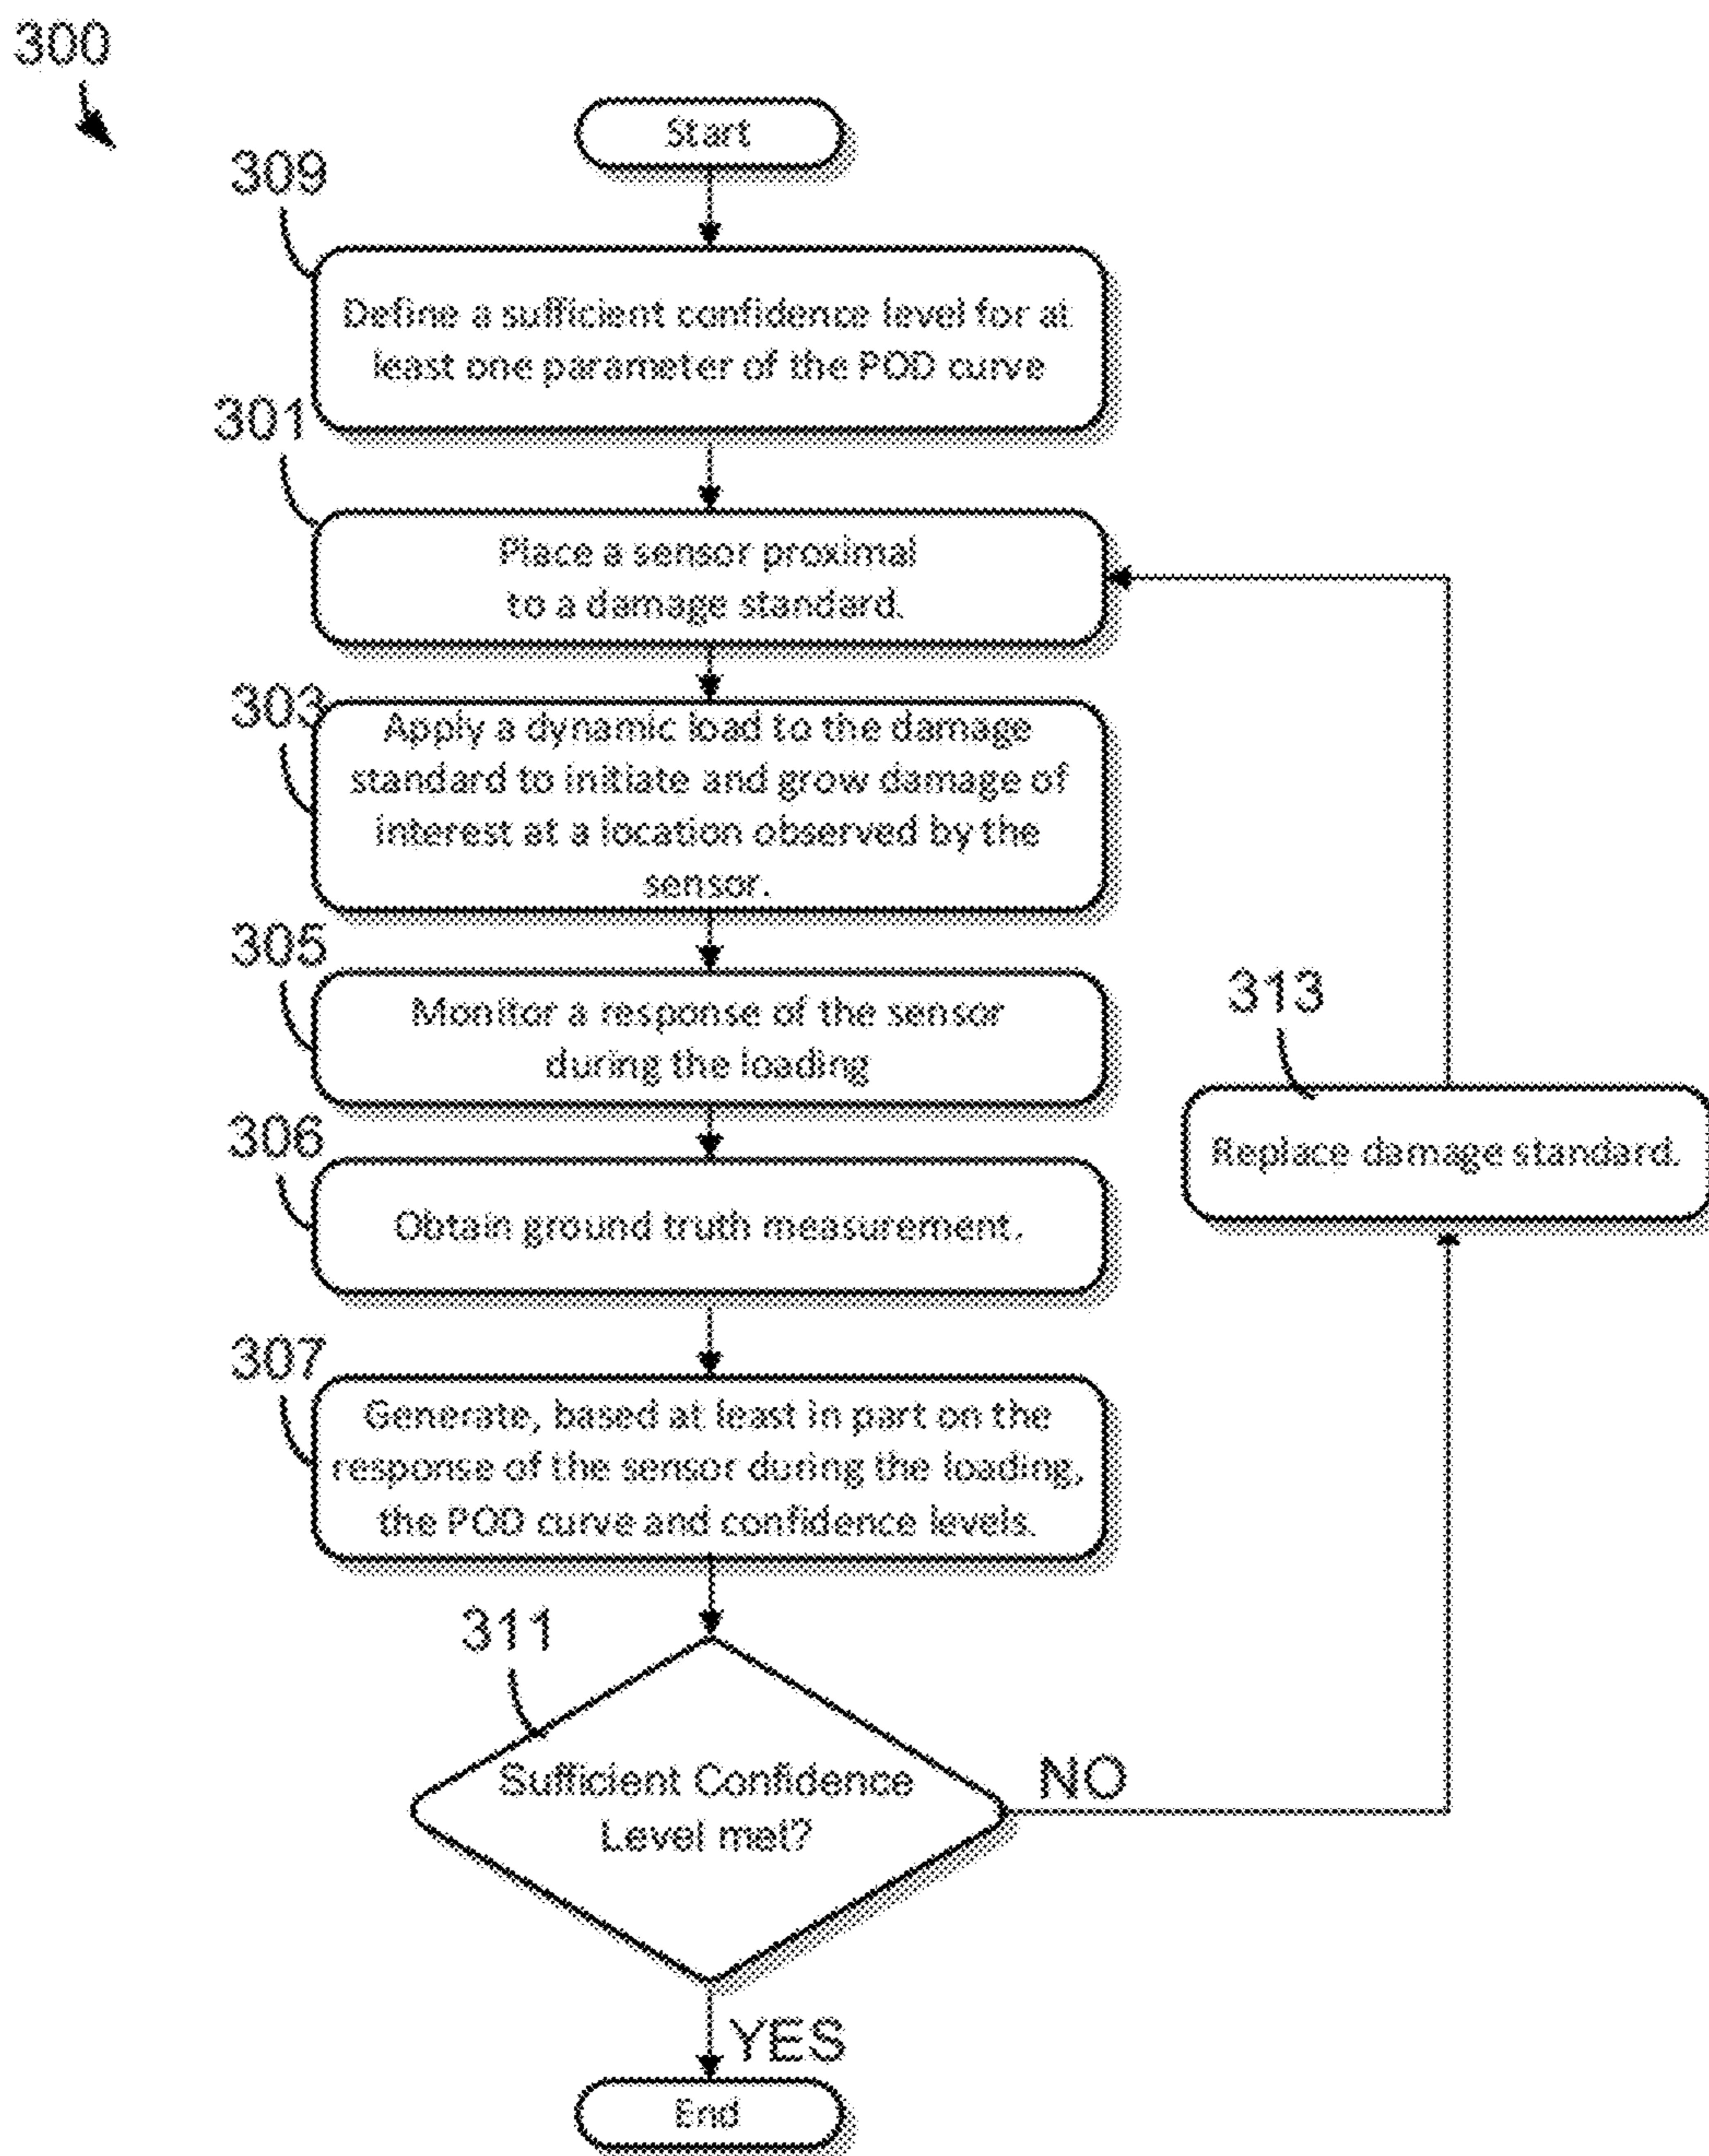 300
Start
309
Define a sufficient confidence level for at
least one parameter of the POD curve
301
Place a sensor proximal
to a damage standard.
303
Apply a dynamic load to the damage
standard to initiate and grow damage of
interest at a location observed by the
sensor.
305
Monitor a response of the sensor
during the loading
313
Replace damage standard.
306
Obtain ground truth measurement.
307
Generate, based at least in part on the
response of the sensor during the loading,
the POD curve and confidence levels.
311
Sufficient Confidence
Level met?
NO
YES
End